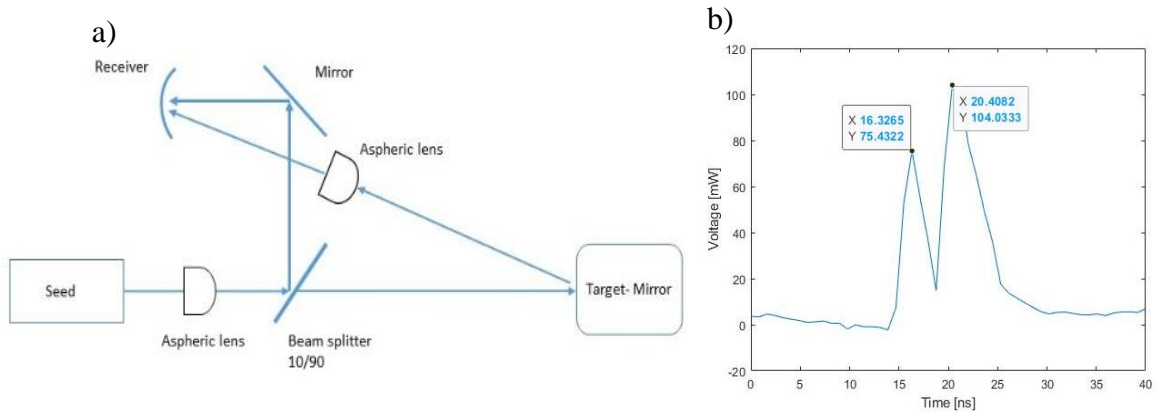 a)
Receiver
Mirror
Aspheric lens
Seed
Target- Mirror
Aspheric lens
Beam splitter
10/90
b)
120
100
80
60
40
20
0
-20
Voltage [mW]
X 16.3265
Y 75.4322
X 20.4082
Y 104.0333
0 5 10 15 20 25 30 35 40
Time [ns]